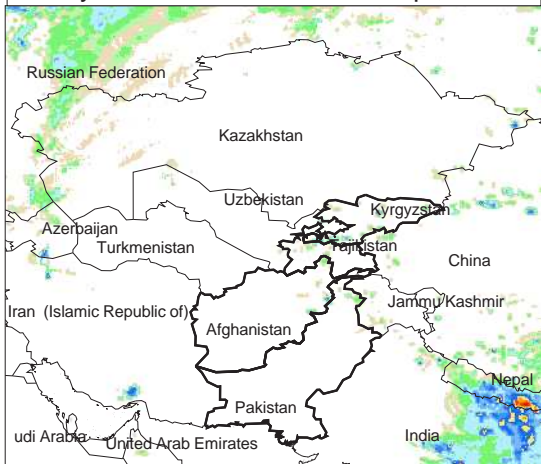 Russian Federation
Kazakhstan
Uzbekistan
Kyrgyzstan
Azerbaijan
Turkmenistan
Tajikistan
China
Iran (Islamic Republic of)
Jammu Kashmir
Afghanistan
Nepal
Pakistan
udi Arabia
United Arab Emirates
India